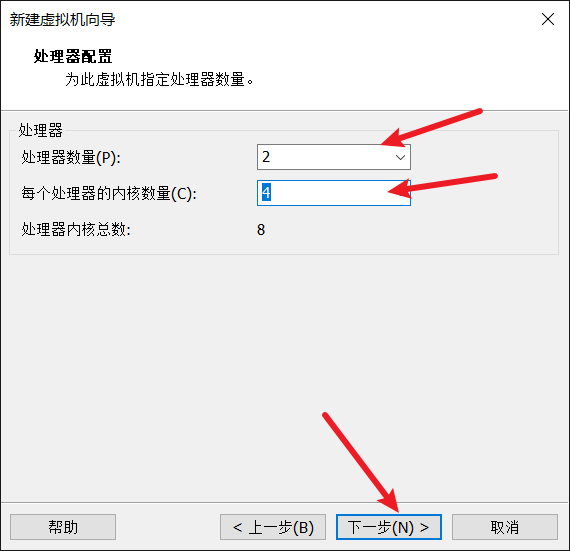 新建虚拟机向导
处理器配置
为此虚拟机指定处理器数量。
处理器
处理器数量(P): 2
每个处理器的内核数量(C): 4
处理器内核总数: 8
帮助 < 上一步(B) 下一步(N) > 取消